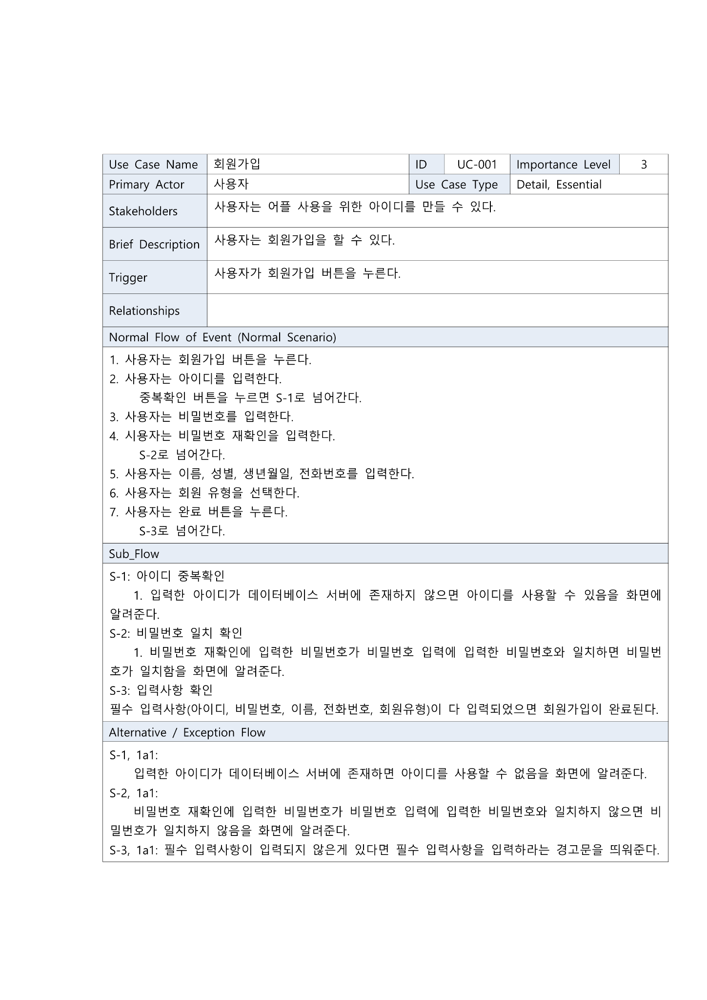 Use Case Name 회원가입 ID UC-001 Importance Level 3
Primary Actor 사용자 Use Case Type Detail, Essential
Stakeholders 사용자는 어플 사용을 위한 아이디를 만들 수 있다.
Brief Description 사용자는 회원가입을 할 수 있다.
Trigger 사용자가 회원가입 버튼을 누른다.
Relationships
Normal Flow of Event (Normal Scenario)
1. 사용자는 회원가입 버튼을 누른다.
2. 사용자는 아이디를 입력한다.
중복확인 버튼을 누르면 S-1로 넘어간다.
3. 사용자는 비밀번호를 입력한다.
4. 시용자는 비밀번호 재확인을 입력한다.
S-2로 넘어간다.
5. 사용자는 이름, 성별, 생년월일, 전화번호를 입력한다.
6. 사용자는 회원 유형을 선택한다.
7. 사용자는 완료 버튼을 누른다.
S-3로 넘어간다.
Sub_Flow
S-1: 아이디 중복확인
1. 입력한 아이디가 데이터베이스 서버에 존재하지 않으면 아이디를 사용할 수 있음을 화면에
알려준다.
S-2: 비밀번호 일치 확인
1. 비밀번호 재확인에 입력한 비밀번호가 비밀번호 입력에 입력한 비밀번호와 일치하면 비밀번
호가 일치함을 화면에 알려준다.
S-3: 입력사항 확인
필수 입력사항(아이디, 비밀번호, 이름, 전화번호, 회원유형)이 다 입력되었으면 회원가입이 완료된다.
Alternative / Exception Flow
S-1, 1a1:
입력한 아이디가 데이터베이스 서버에 존재하면 아이디를 사용할 수 없음을 화면에 알려준다.
S-2, 1a1:
비밀번호 재확인에 입력한 비밀번호가 비밀번호 입력에 입력한 비밀번호와 일치하지 않으면 비
밀번호가 일치하지 않음을 화면에 알려준다.
S-3, 1a1: 필수 입력사항이 입력되지 않은게 있다면 필수 입력사항을 입력하라는 경고문을 띄워준다.